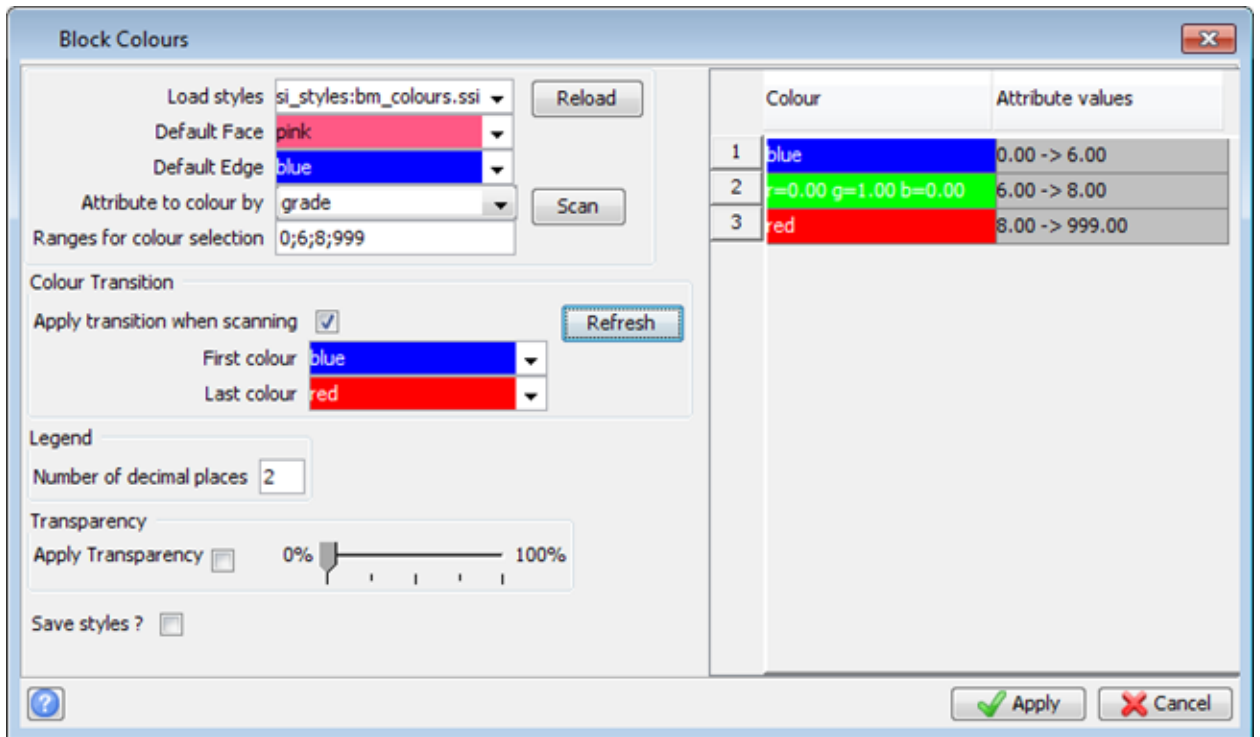 Block Colours
Load styles si_styles:bm_colours.ssi Reload
Default Face pink
Default Edge blue
Attribute to colour by grade Scan
Ranges for colour selection 0;6;8;999
Colour Transition
Apply transition when scanning Refresh
First colour blue
Last colour red
Legend
Number of decimal places 2
Transparency
Apply Transparency 0% 100%
Save styles ?
Colour Attribute values
1 blue 0.00 -> 6.00
2 r=0.00 g=1.00 b=0.00 6.00 -> 8.00
3 red 8.00 -> 999.00
? Apply Cancel